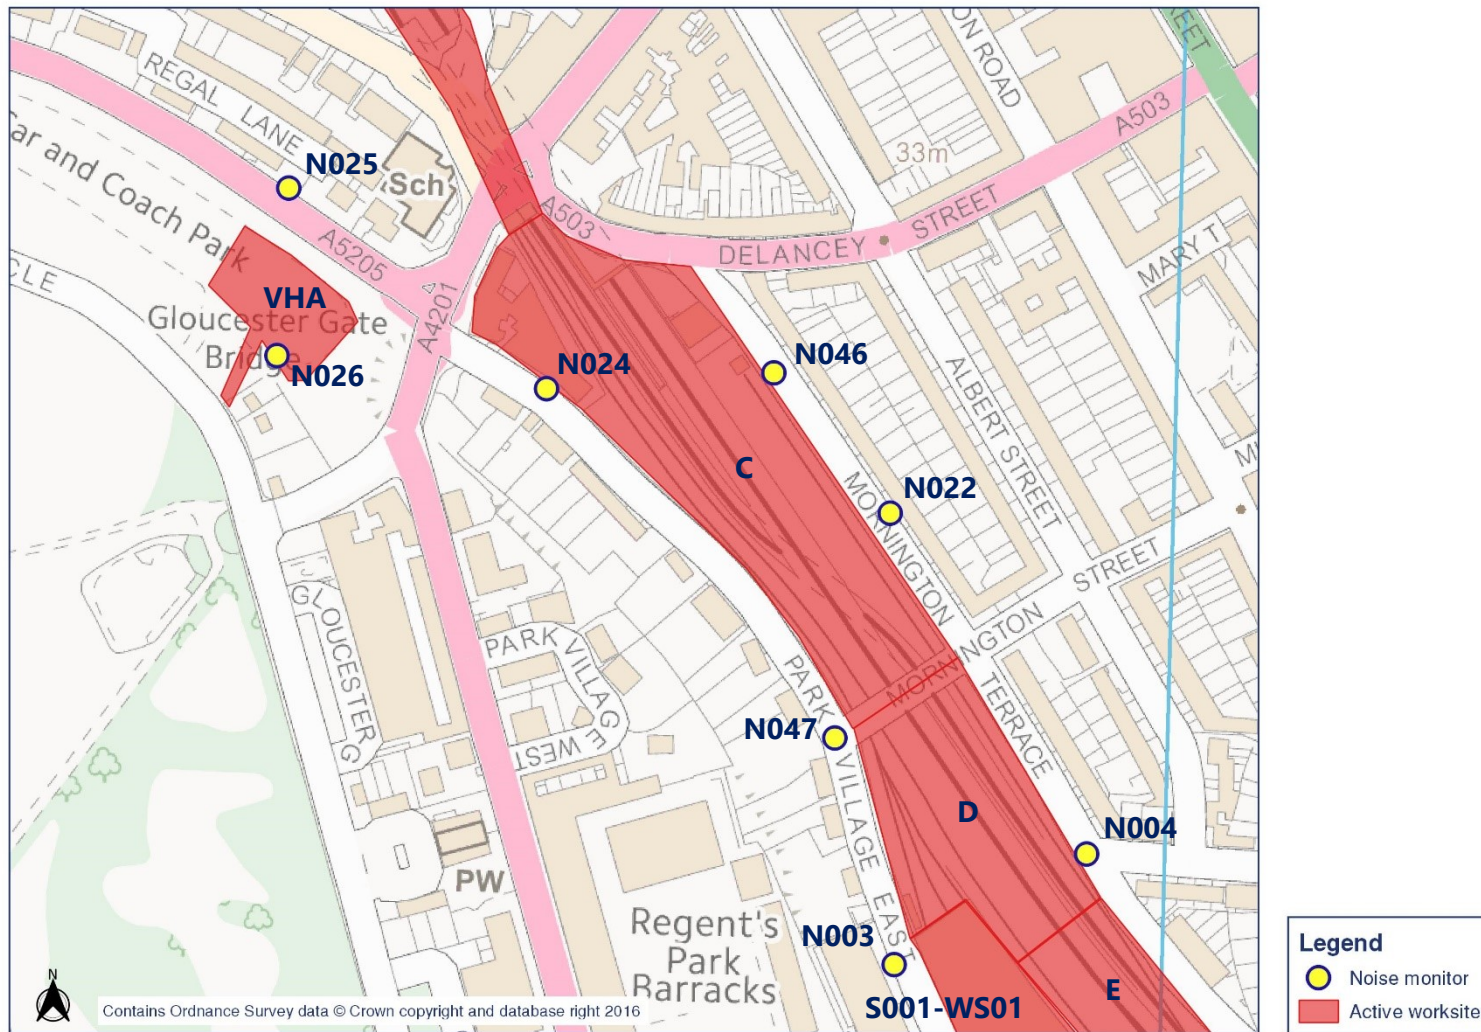 REGAL LANE
N025
Sch
ar and Coach Park
A5205
A503
DELANCEY STREET
A503
ON ROAD
33m
MARY T
REET
CLE
VHA
Gloucester Gate
Bridge
N026
A4201
N024
N046
ALBERT STREET
C
N022
MORNINGTON TERRACE
MORNINGTON STREET
M
GLOUCESTER G
PARK VILLAGE WEST
N047
PARK VILLAGE EAST
D
N004
PW
Regent's
Park
Barracks
N003
S001-WS01
E
N
Contains Ordnance Survey data © Crown copyright and database right 2016
Legend
Noise monitor
Active worksite